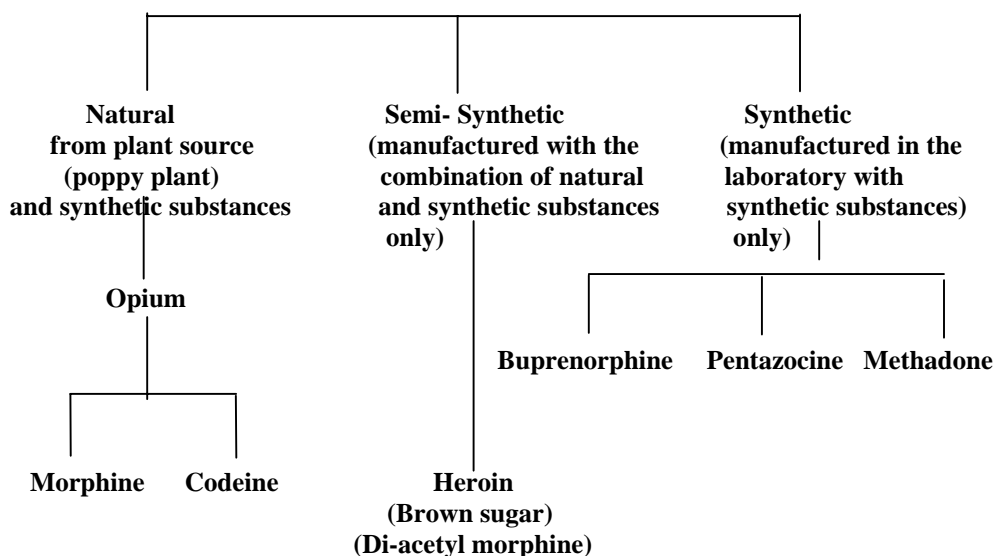 Natural
from plant source
(poppy plant)
and synthetic substances
Semi- Synthetic
(manufactured with the
combination of natural
and synthetic substances
only)
Synthetic
(manufactured in the
laboratory with
synthetic substances)
only)
Opium
Morphine
Codeine
Heroin
(Brown sugar)
(Di-acetyl morphine)
Buprenorphine
Pentazocine
Methadone